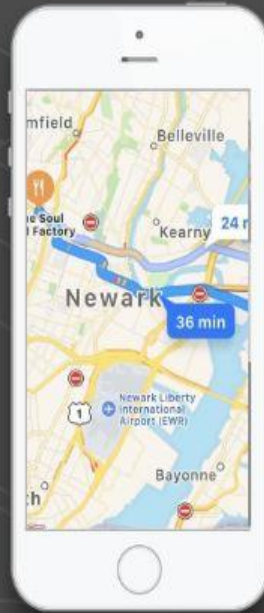 mfield
Belleville
e Soul
l Factory
Kearny
24 r
Newark
36 min
Newark Liberty
International
Airport (EWR)
1
Bayonne
th